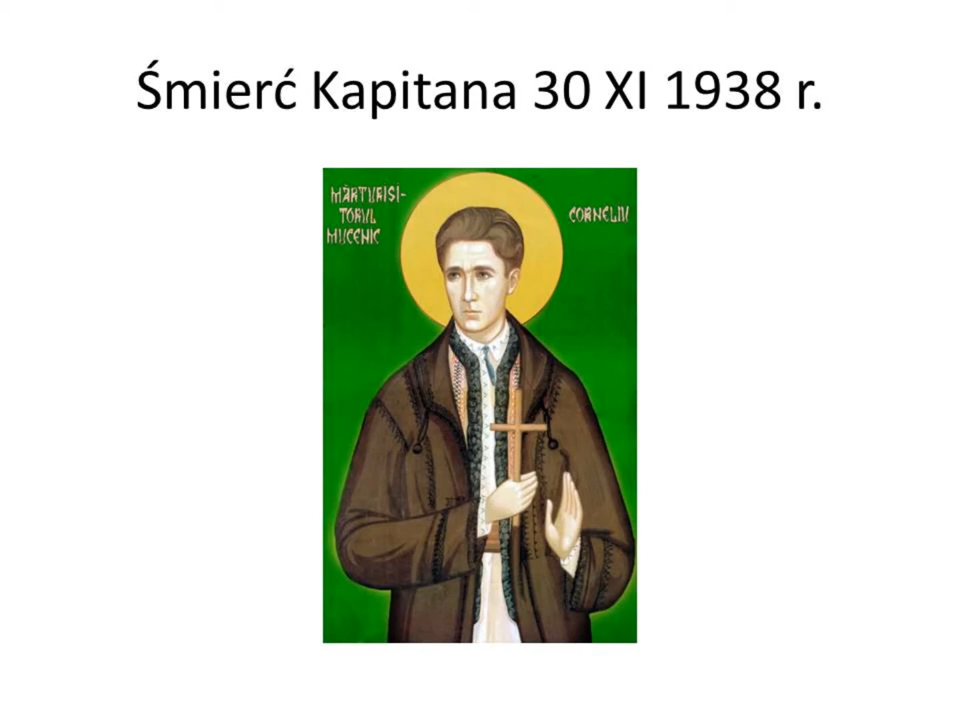 Śmierć Kapitana 30 XI 1938 r.
MĂRTURISI-
TORUL
MUCENIC
CORNELIU